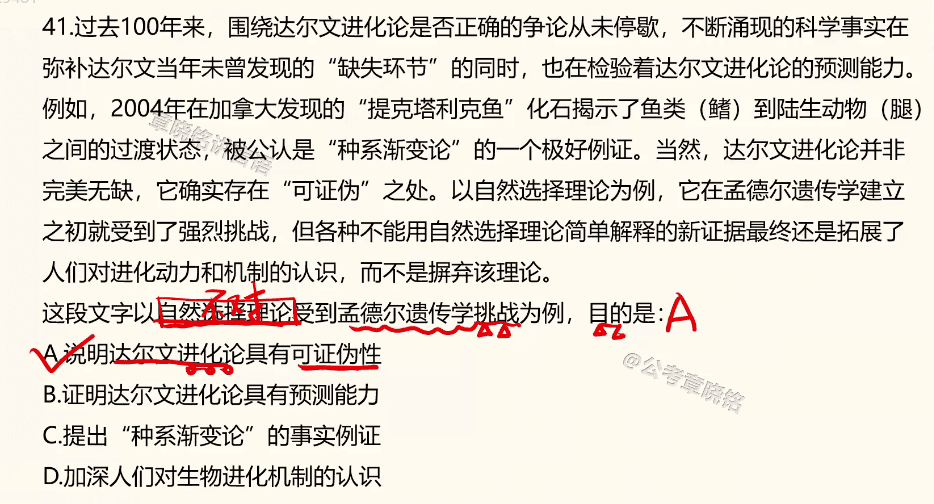 41.过去100年来，围绕达尔文进化论是否正确的争论从未停歇，不断涌现的科学事实在
弥补达尔文当年未曾发现的“缺失环节”的同时，也在检验着达尔文进化论的预测能力。
例如，2004年在加拿大发现的“提克塔利克鱼”化石揭示了鱼类（鳍）到陆生动物（腿）
之间的过渡状态，被公认是“种系渐变论”的一个极好例证。当然，达尔文进化论并非
完美无缺，它确实存在“可证伪”之处。以自然选择理论为例，它在孟德尔遗传学建立
之初就受到了强烈挑战，但各种不能用自然选择理论简单解释的新证据最终还是拓展了
人们对进化动力和机制的认识，而不是摒弃该理论。
这段文字以自然选择理论受到孟德尔遗传学挑战为例，目的是：A
A.说明达尔文进化论具有可证伪性
B.证明达尔文进化论具有预测能力
@公考章晓铭
C.提出“种系渐变论”的事实例证
D.加深人们对生物进化机制的认识